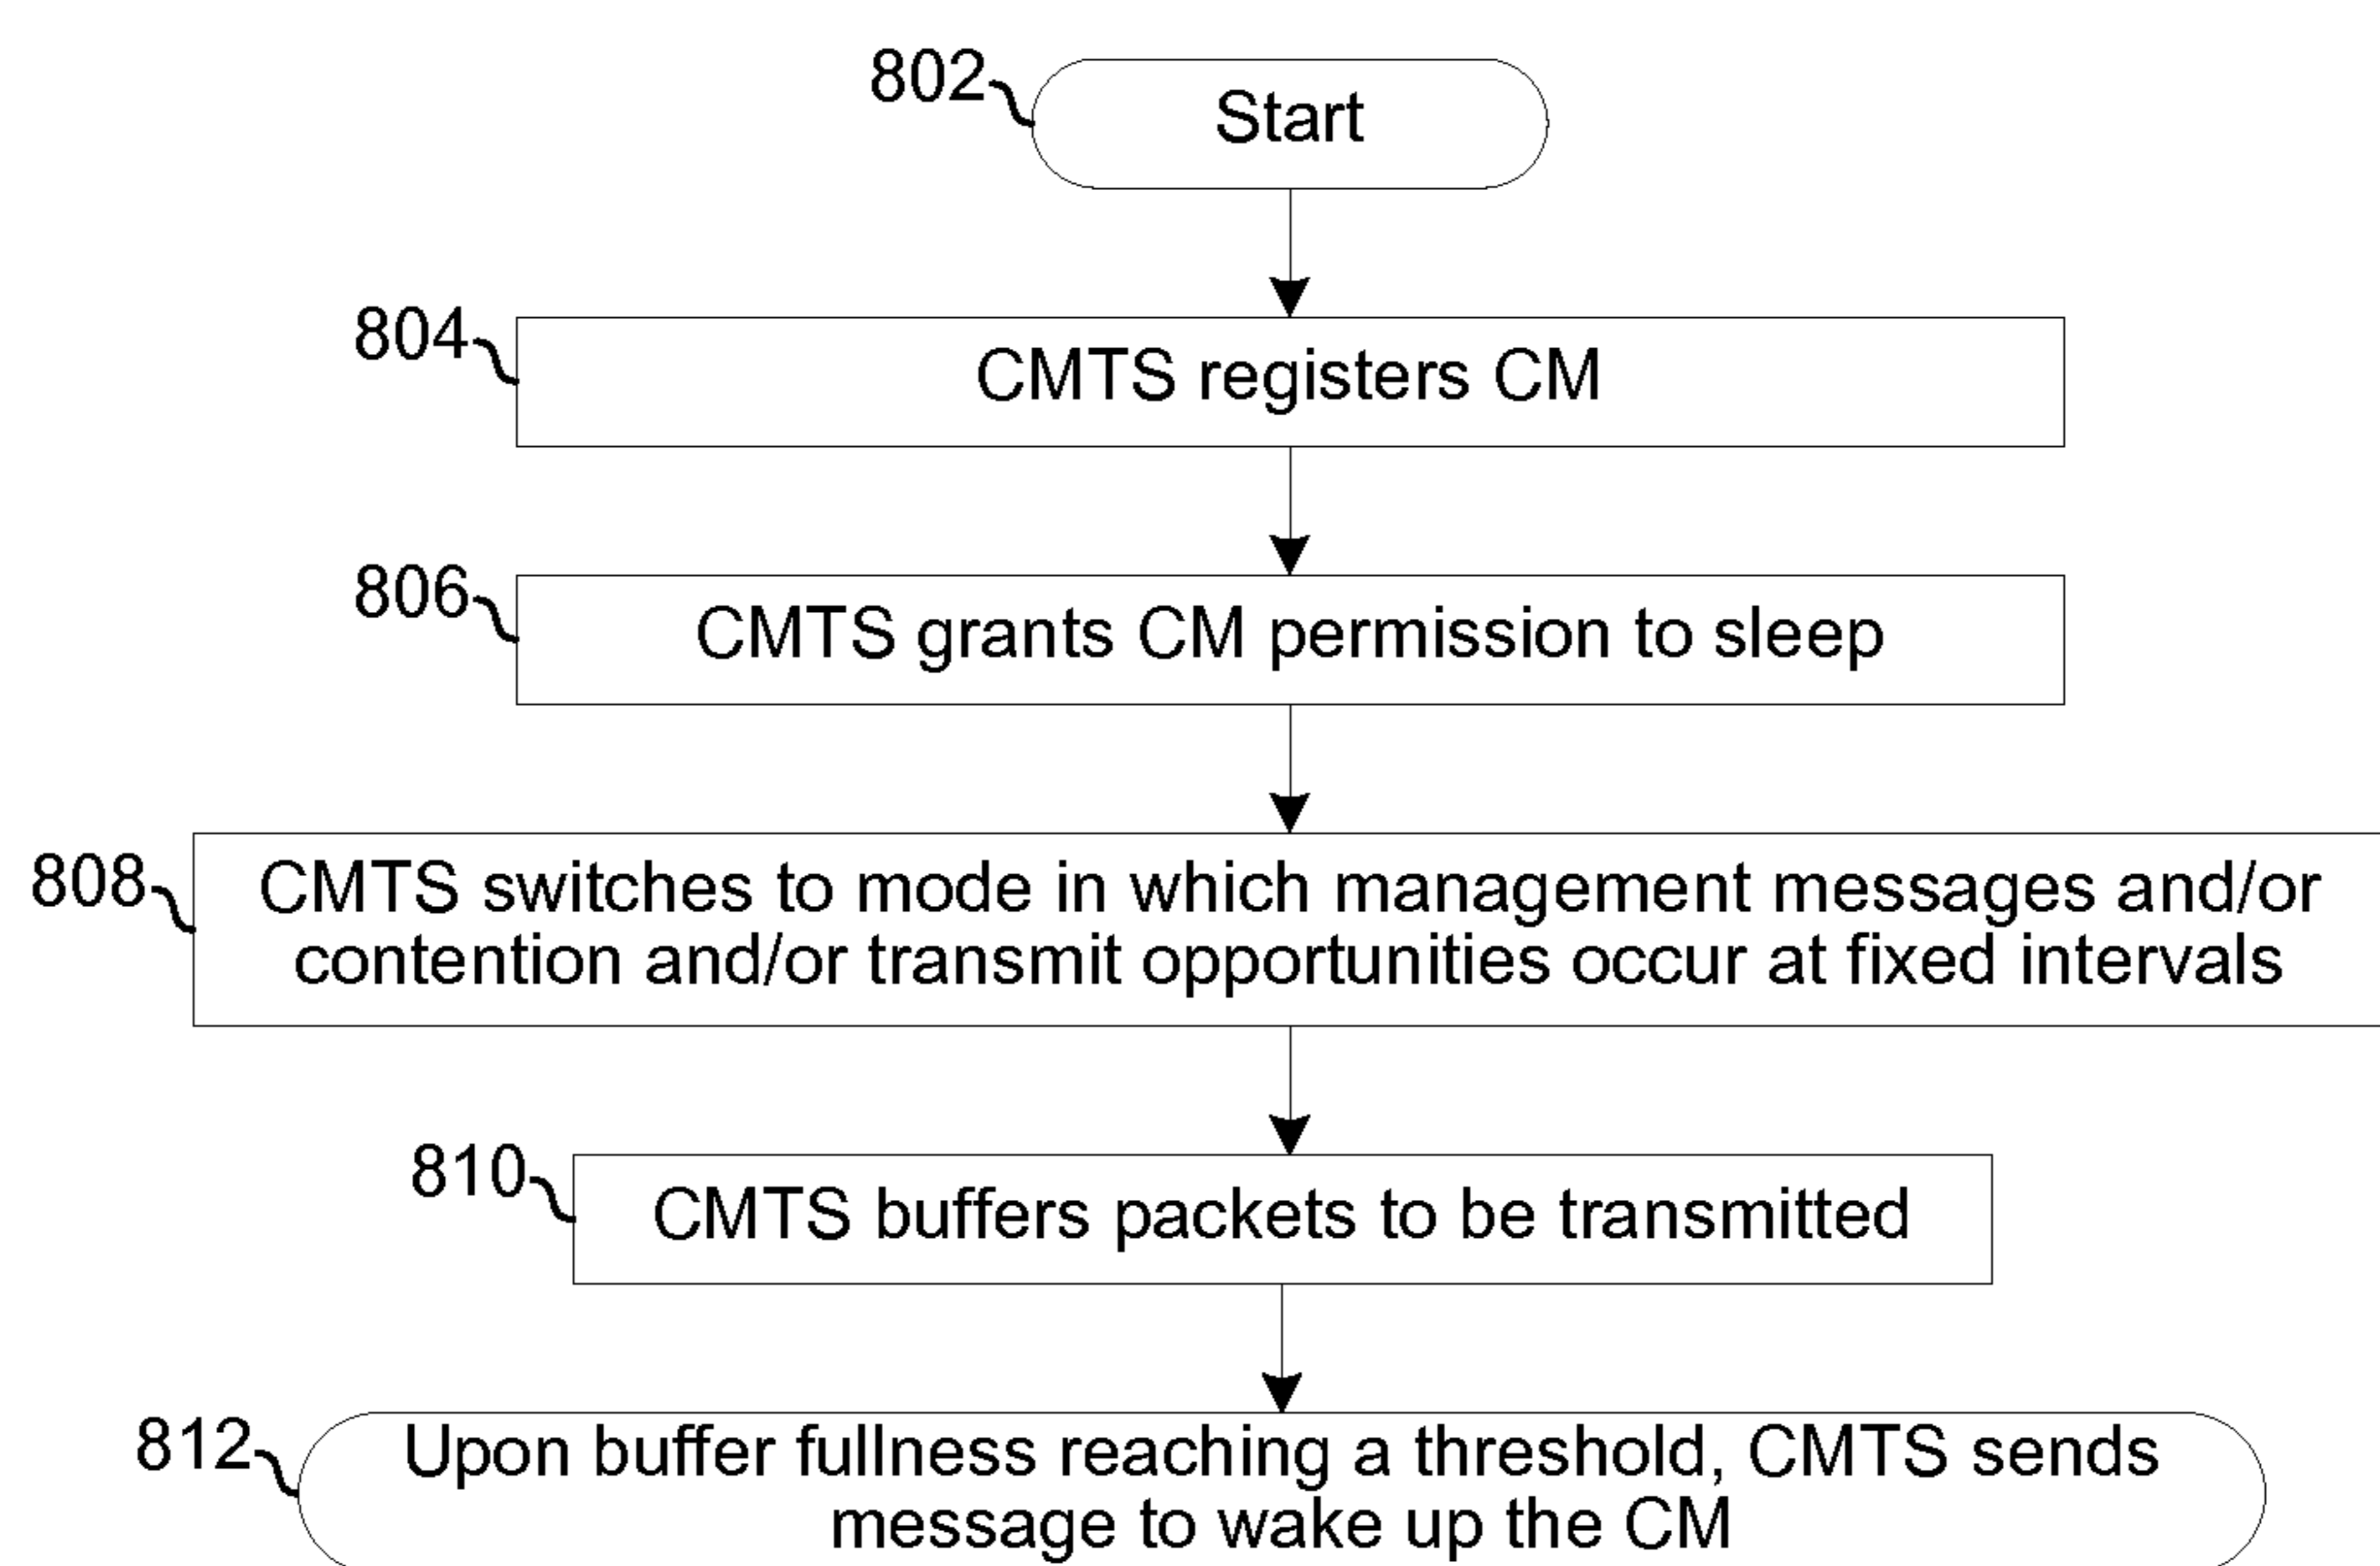 802
Start
804
CMTS registers CM
806
CMTS grants CM permission to sleep
808
CMTS switches to mode in which management messages and/or
contention and/or transmit opportunities occur at fixed intervals
810
CMTS buffers packets to be transmitted
812
Upon buffer fullness reaching a threshold, CMTS sends
message to wake up the CM